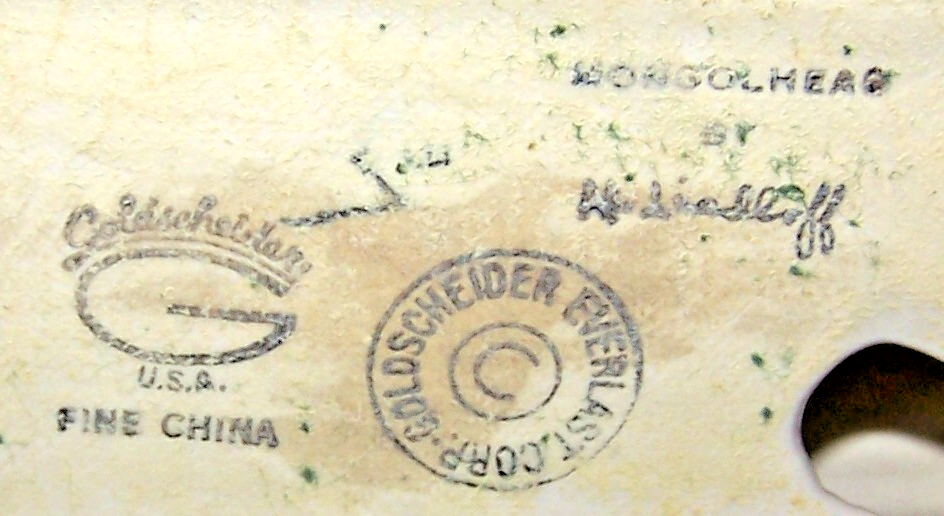 MONGOLHEAD
BY
Goldscheider
G
U.S.A.
FINE CHINA
GOLDSCHEIDER EVERLAST.CORP.
©